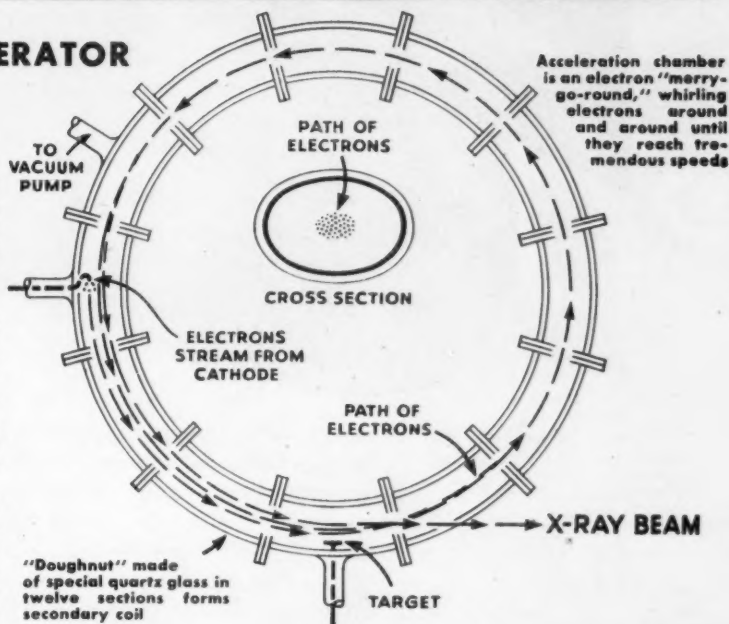 ERATOR
Acceleration chamber
is an electron "merry-
go-round," whirling
electrons around
and around until
they reach tre-
mendous speeds
TO
VACUUM
PUMP
PATH OF
ELECTRONS
CROSS SECTION
ELECTRONS
STREAM FROM
CATHODE
PATH OF
ELECTRONS
X-RAY BEAM
"Doughnut" made
of special quartz glass in
twelve sections forms
secondary coil
TARGET